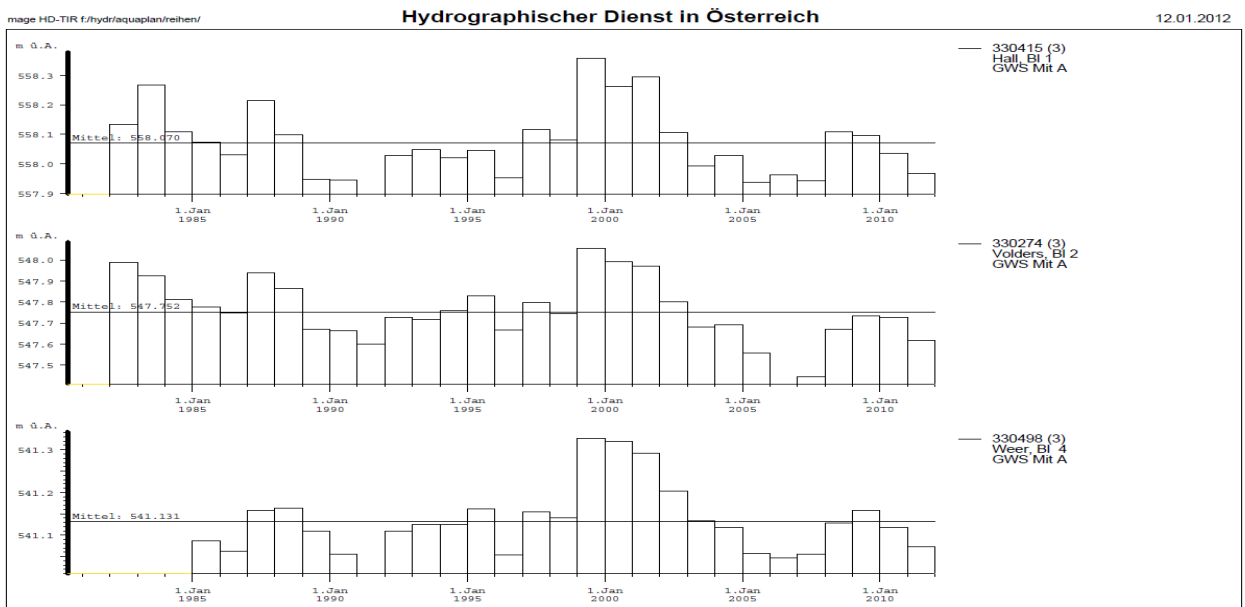 mage HD-TIR f:/hydr/aquaplan/reihen/
Hydrographischer Dienst in Österreich
12.01.2012
m ü.A.
558.3
558.2
558.1
558.0
557.9
Mittel: 558.070
1.Jan 1.Jan 1.Jan 1.Jan 1.Jan 1.Jan
1985 1990 1995 2000 2005 2010
330415 (3)
Hall, Bl 1
GWS Mit A
m ü.A.
548.0
547.9
547.8
547.7
547.6
547.5
Mittel: 547.752
1.Jan 1.Jan 1.Jan 1.Jan 1.Jan 1.Jan
1985 1990 1995 2000 2005 2010
330274 (3)
Volders, Bl 2
GWS Mit A
m ü.A.
541.3
541.2
541.1
Mittel: 541.131
1.Jan 1.Jan 1.Jan 1.Jan 1.Jan 1.Jan
1985 1990 1995 2000 2005 2010
330498 (3)
Weer, Bl 4
GWS Mit A